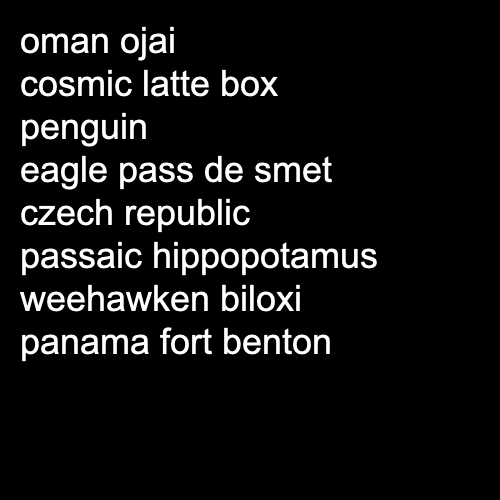 oman ojai
cosmic latte box
penguin
eagle pass de smet
czech republic
passaic hippopotamus
weehawken biloxi
panama fort benton